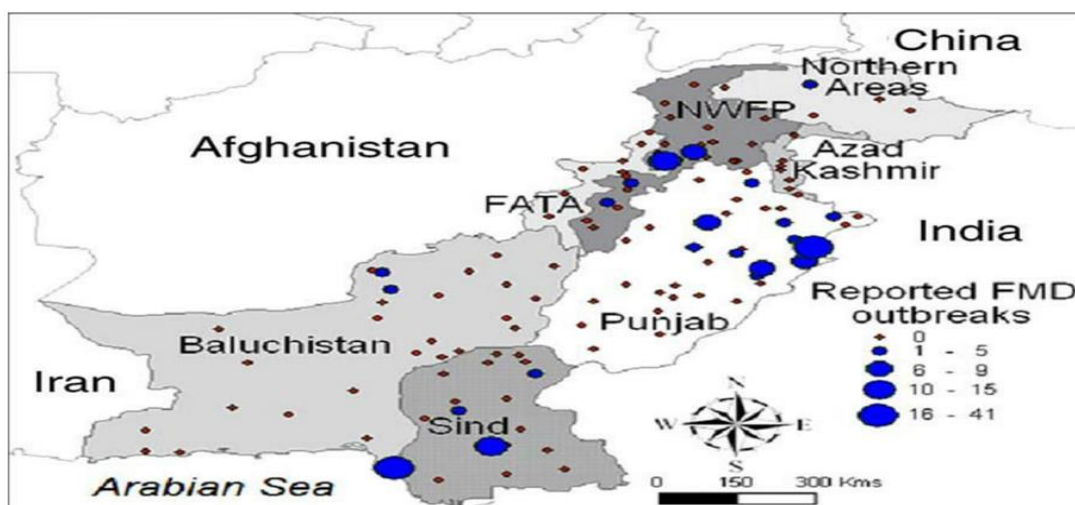 China
Northern
Areas
NWFP
Afghanistan
Azad
Kashmir
FATA
India
Reported FMD
outbreaks
0
1 - 5
6 - 9
10 - 15
16 - 41
Punjab
Baluchistan
Iran
Sind
N
W
E
S
Arabian Sea
0 150 300 Kms